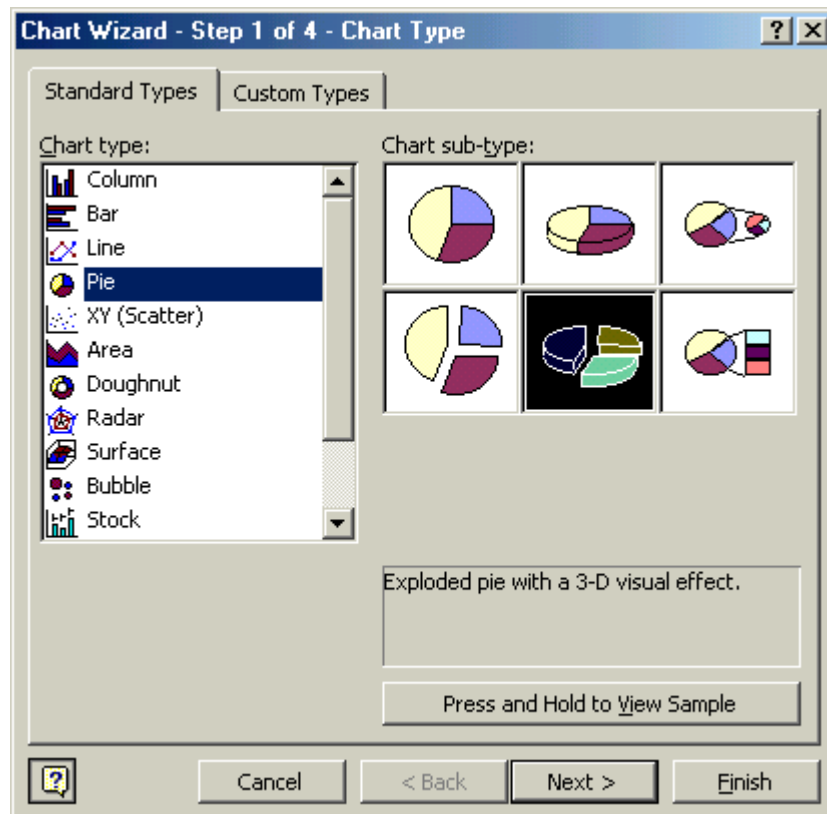 Chart Wizard - Step 1 of 4 - Chart Type
Standard Types
Custom Types
Chart type:
Column
Bar
Line
Pie
XY (Scatter)
Area
Doughnut
Radar
Surface
Bubble
Stock
Chart sub-type:
Exploded pie with a 3-D visual effect.
Press and Hold to View Sample
Cancel
< Back
Next >
Finish